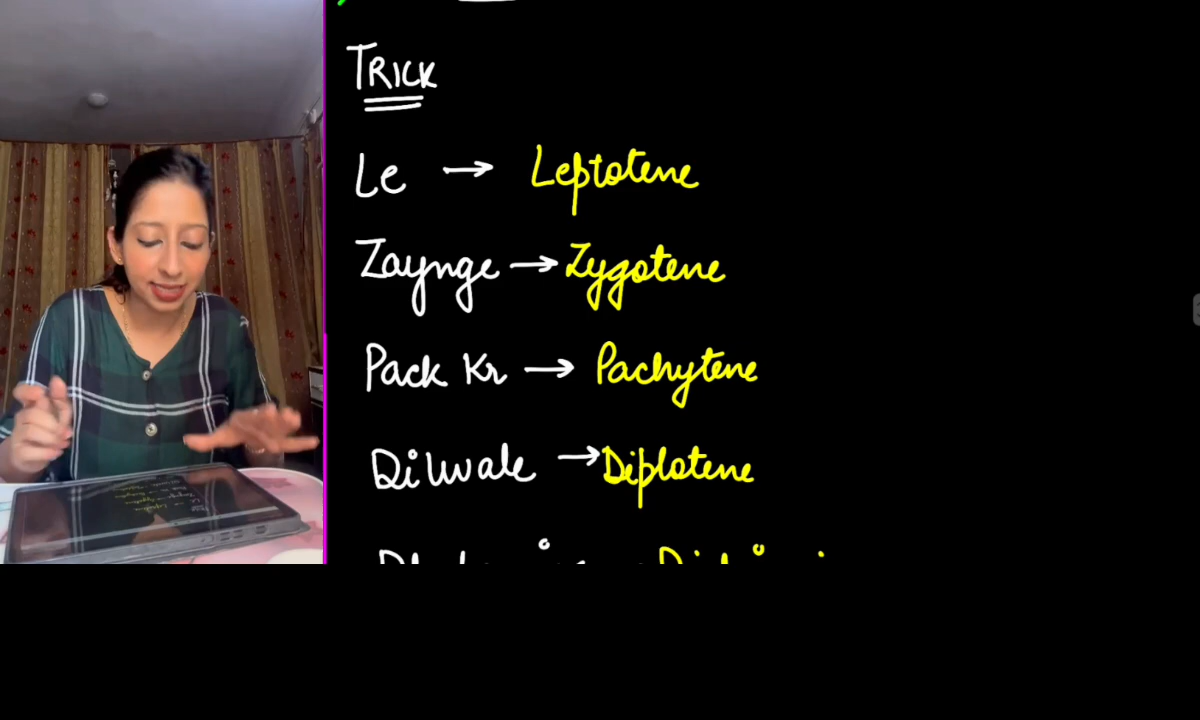 TRICK
Le → Leptotene
Zaynge → Zygotene
Pack Kr → Pachytene
Dilwale → Diplotene